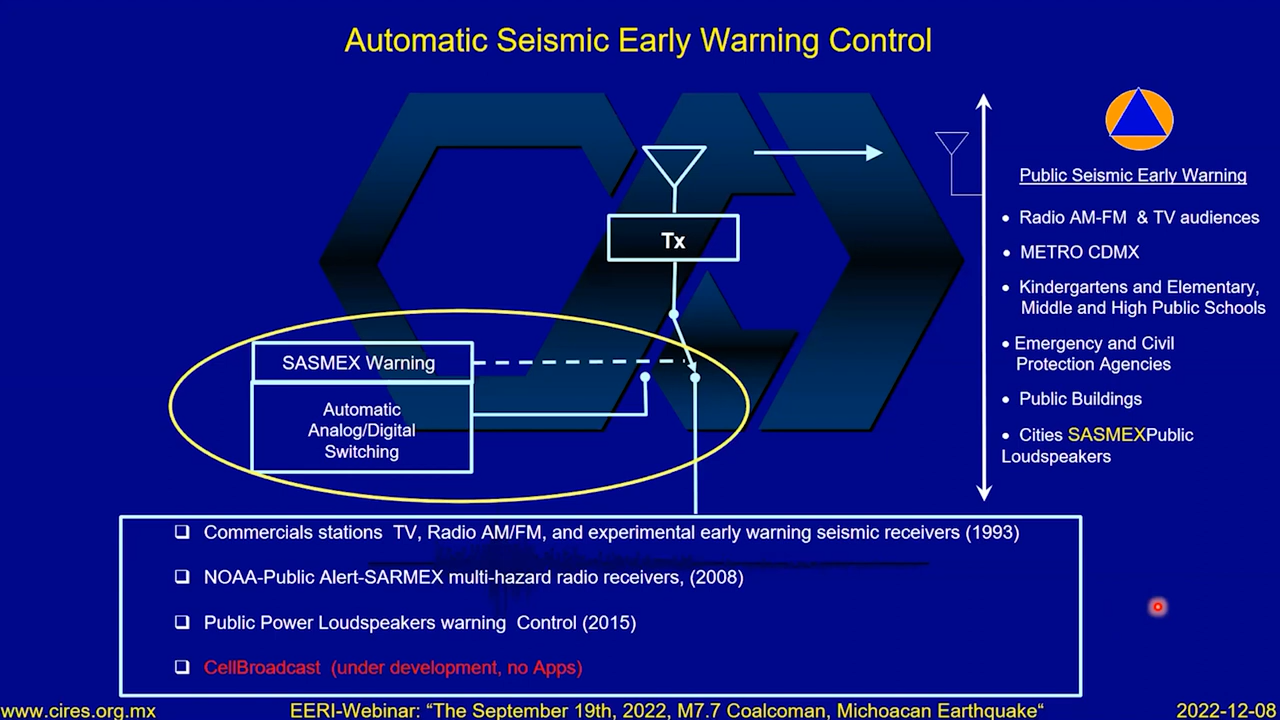 Automatic Seismic Early Warning Control
Tx
SASMEX Warning
Automatic
Analog/Digital
Switching
Public Seismic Early Warning
• Radio AM-FM & TV audiences
• METRO CDMX
• Kindergartens and Elementary,
Middle and High Public Schools
• Emergency and Civil
Protection Agencies
• Public Buildings
• Cities SASMEXPublic
Loudspeakers
❑ Commercials stations TV, Radio AM/FM, and experimental early warning seismic receivers (1993)
❑ NOAA-Public Alert-SARMEX multi-hazard radio receivers, (2008)
❑ Public Power Loudspeakers warning Control (2015)
❑ CellBroadcast (under development, no Apps)
www.cires.org.mx
EERI-Webinar: “The September 19th, 2022, M7.7 Coalcoman, Michoacan Earthquake“
2022-12-08